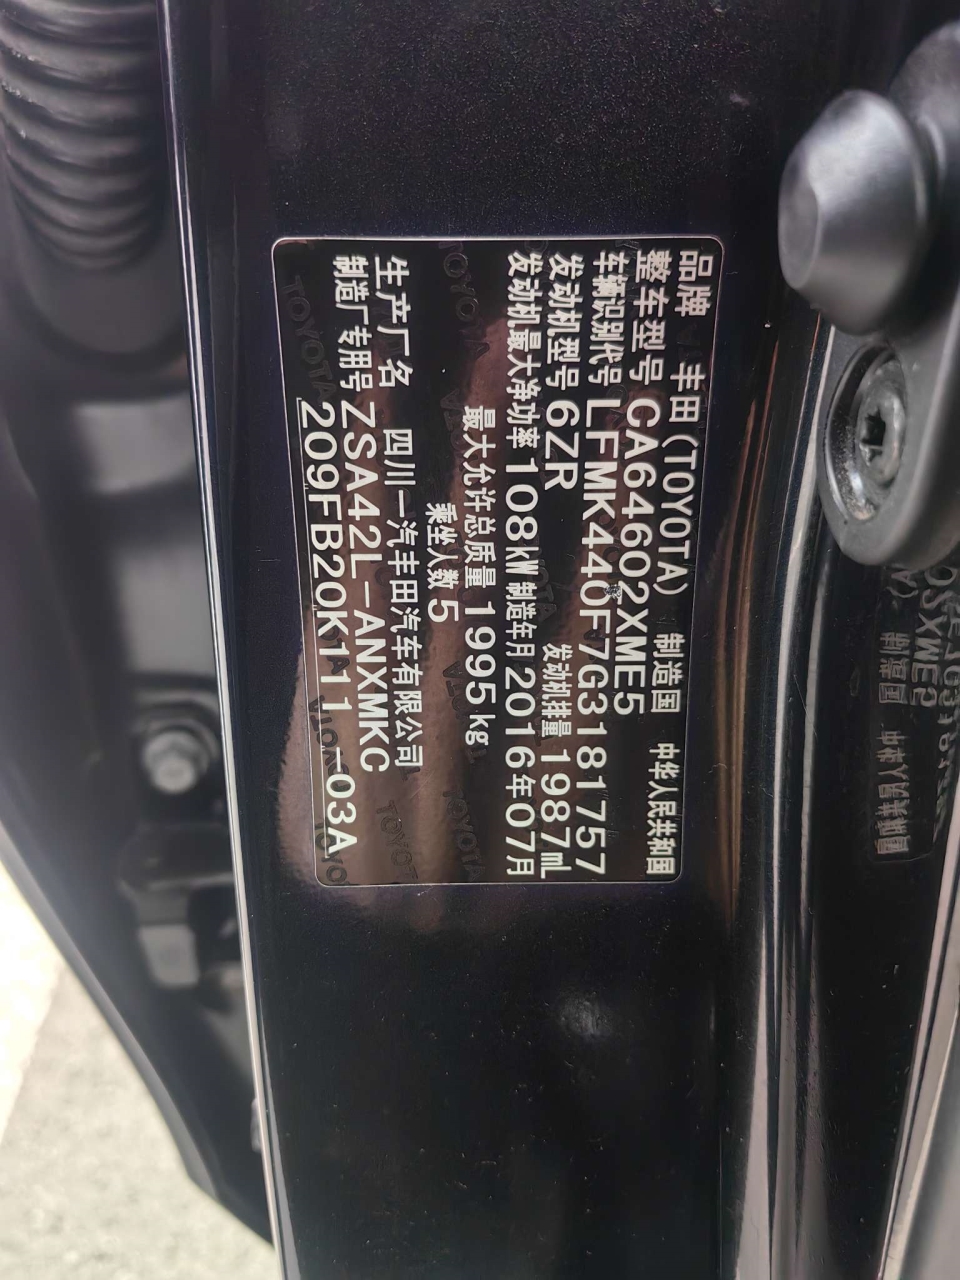 品牌 丰田(TOYOTA) 制造国 中华人民共和国
整车型号 CA64602XME5
车辆识别代号 LFMK440F7G3181757
发动机型号 6ZR 发动机排量 1987mL
发动机最大净功率 108kW 制造年月 2016年07月
最大允许总质量 1995kg
乘坐人数 5
生产厂名 四川一汽丰田汽车有限公司
制造厂专用号 ZSA42L-ANXMKC
209FB20K111-03A